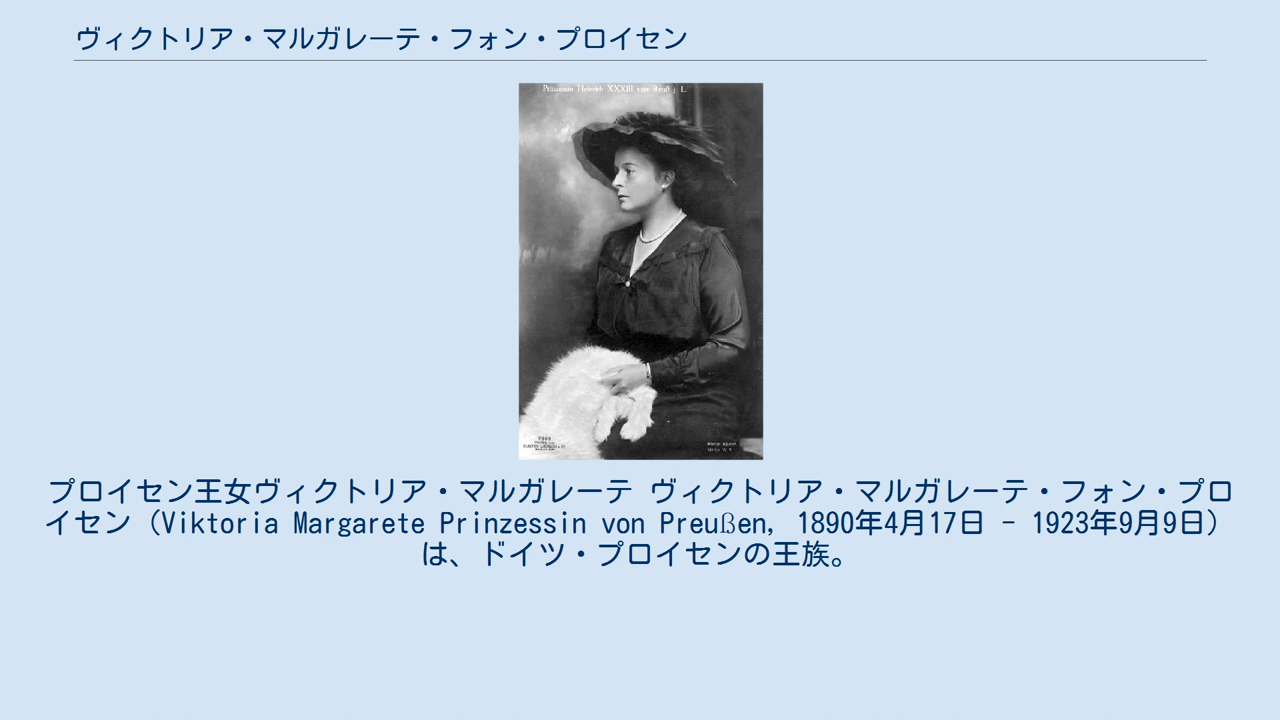 ヴィクトリア・マルガレーテ・フォン・プロイセン
Prinzessin Heinrich XXXIII von Reuß j. L.
プロイセン王女ヴィクトリア・マルガレーテ ヴィクトリア・マルガレーテ・フォン・プロ
イセン（Viktoria Margarete Prinzessin von Preußen, 1890年4月17日 - 1923年9月9日）
は、ドイツ・プロイセンの王族。